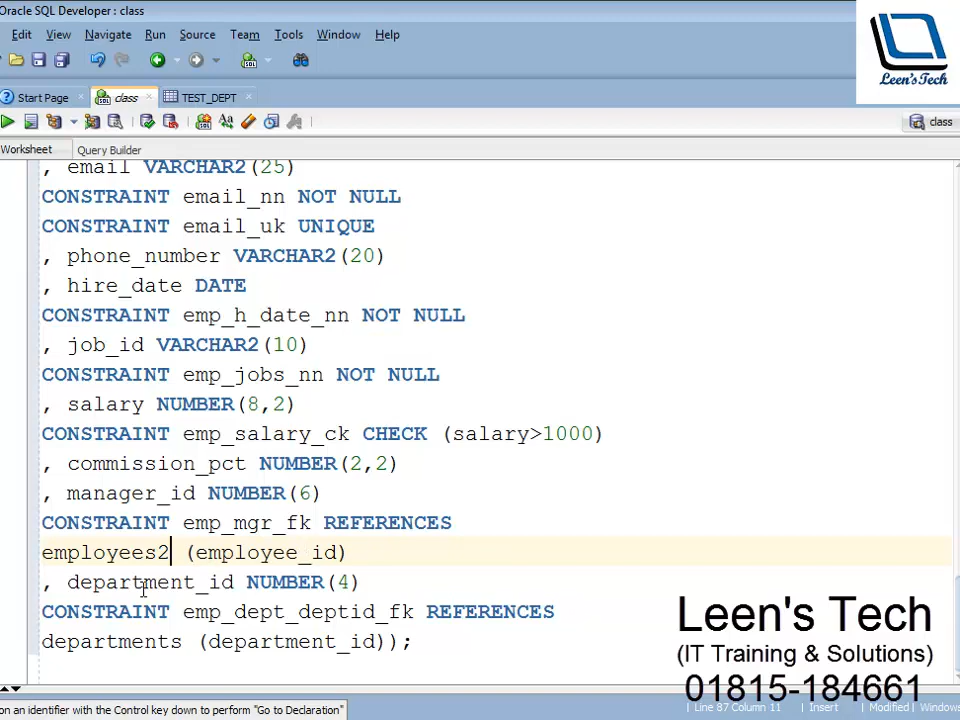 Oracle SQL Developer : class
Edit View Navigate Run Source Team Tools Window Help
Start Page class TEST_DEPT
class
Worksheet Query Builder
, email VARCHAR2(25)
CONSTRAINT email_nn NOT NULL
CONSTRAINT email_uk UNIQUE
, phone_number VARCHAR2(20)
, hire_date DATE
CONSTRAINT emp_h_date_nn NOT NULL
, job_id VARCHAR2(10)
CONSTRAINT emp_jobs_nn NOT NULL
, salary NUMBER(8,2)
CONSTRAINT emp_salary_ck CHECK (salary>1000)
, commission_pct NUMBER(2,2)
, manager_id NUMBER(6)
CONSTRAINT emp_mgr_fk REFERENCES
employees2 (employee_id)
, department_id NUMBER(4)
CONSTRAINT emp_dept_deptid_fk REFERENCES
departments (department_id));
Leen's Tech
Leen's Tech
(IT Training & Solutions)
01815-184661
on an identifier with the Control key down to perform "Go to Declaration"
Line 87 Column 11 Insert Modified Windows